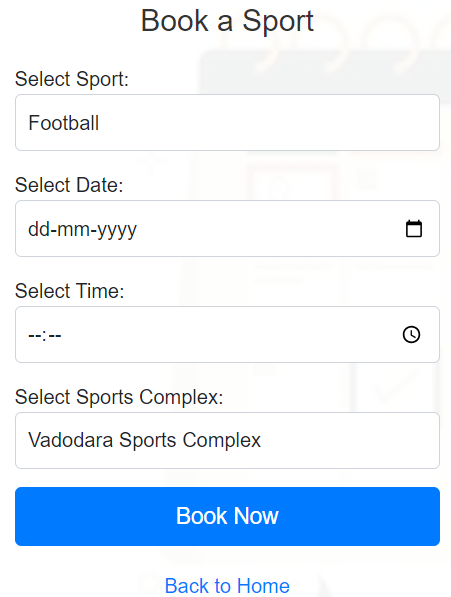 Book a Sport
Select Sport:
Football
Select Date:
dd-mm-yyyy
Select Time:
--:--
Select Sports Complex:
Vadodara Sports Complex
Book Now
Back to Home